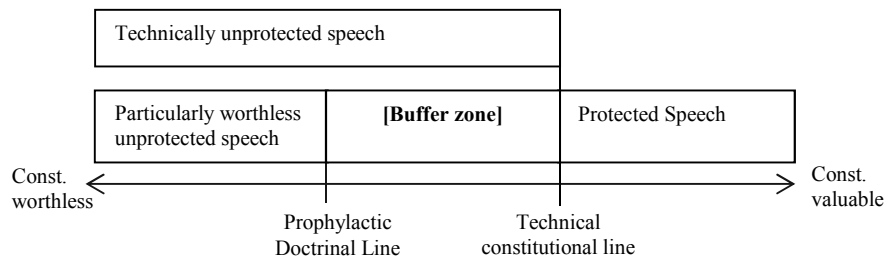 Technically unprotected speech
Particularly worthless
unprotected speech
[Buffer zone]
Protected Speech
Const.
worthless
Const.
valuable
Prophylactic
Doctrinal Line
Technical
constitutional line